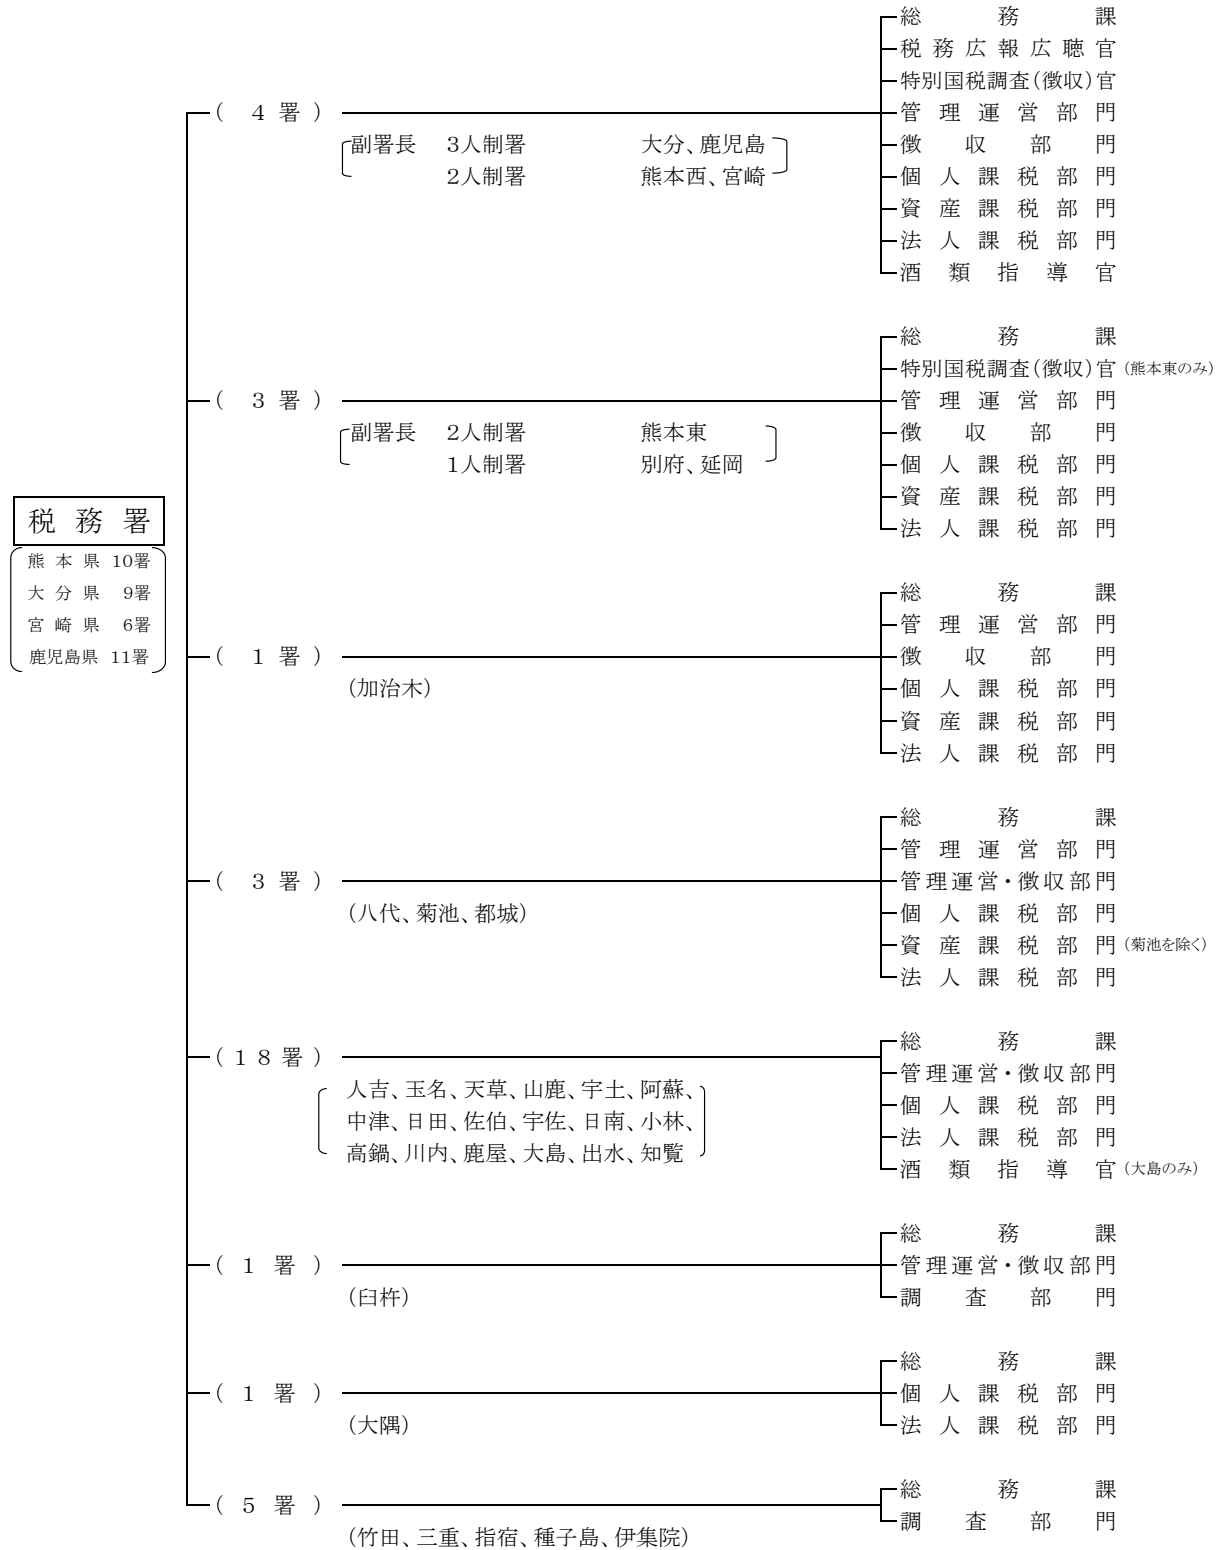 税務署
熊本県 10署
大分県 9署
宮崎県 6署
鹿児島県 11署
(4署)
副署長 3人制署 大分、鹿児島
2人制署 熊本西、宮崎
総務課
税務広報広聴官
特別国税調査(徴収)官
管理運営部門
徴収部門
個人課税部門
資産課税部門
法人課税部門
酒類指導官
(3署)
副署長 2人制署 熊本東
1人制署 別府、延岡
総務課
特別国税調査(徴収)官 (熊本東のみ)
管理運営部門
徴収部門
個人課税部門
資産課税部門
法人課税部門
(1署)
(加治木)
総務課
管理運営部門
徴収部門
個人課税部門
資産課税部門
法人課税部門
(3署)
(八代、菊池、都城)
総務課
管理運営部門
管理運営・徴収部門
個人課税部門
資産課税部門 (菊池を除く)
法人課税部門
(18署)
人吉、玉名、天草、山鹿、宇土、阿蘇、
中津、日田、佐伯、宇佐、日南、小林、
高鍋、川内、鹿屋、大島、出水、知覧
総務課
管理運営・徴収部門
個人課税部門
法人課税部門
酒類指導官 (大島のみ)
(1署)
(臼杵)
総務課
管理運営・徴収部門
調査部門
(1署)
(大隅)
総務課
個人課税部門
法人課税部門
(5署)
(竹田、三重、指宿、種子島、伊集院)
総務課
調査部門